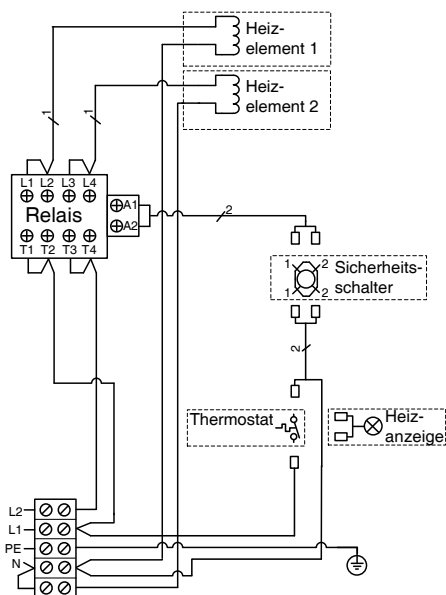 Heiz-
element 1
Heiz-
element 2
1
1
L1 L2 L3 L4
A1
Relais
A2
T1 T2 T3 T4
2
1 2
1 2
Sicherheits-
schalter
2
Thermostat
Heiz-
anzeige
L2
L1
PE
N